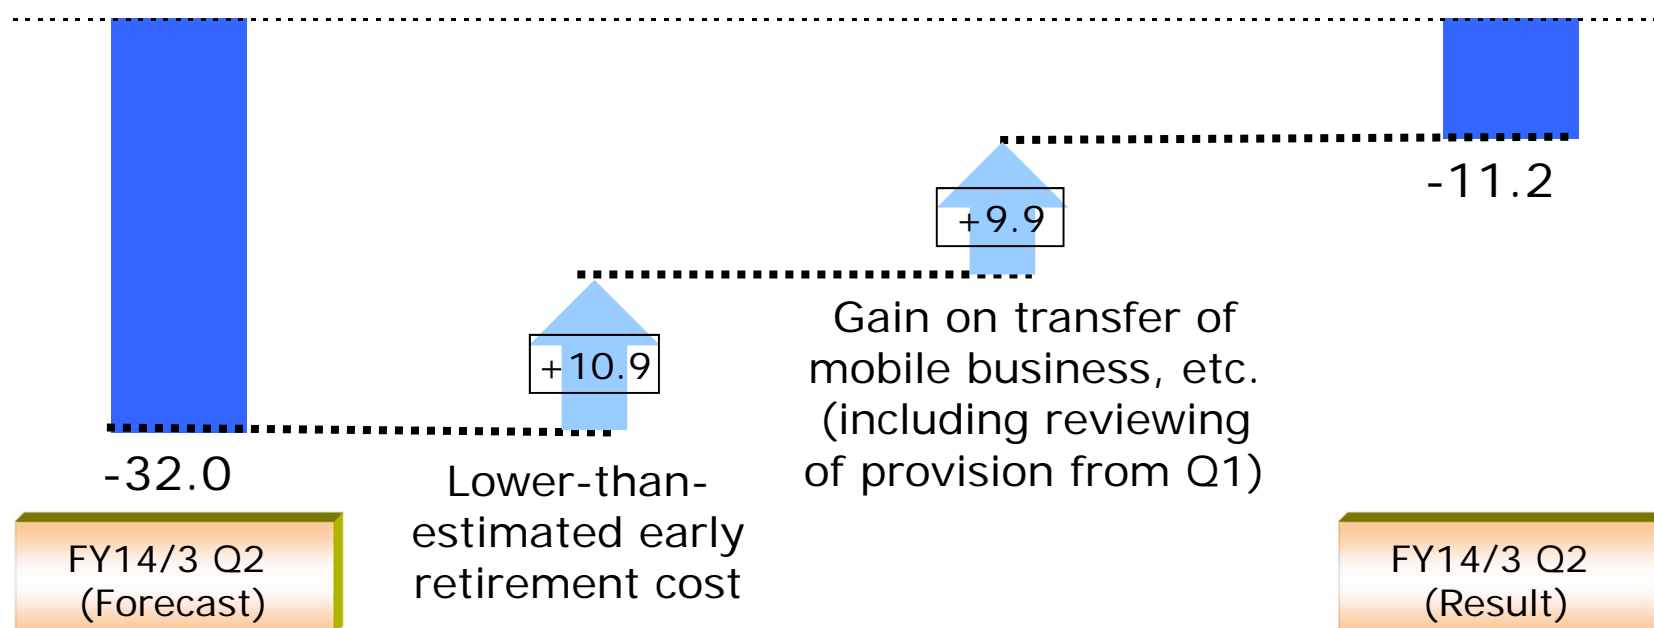 -32.0
FY14/3 Q2
(Forecast)
+10.9
Lower-than-
estimated early
retirement cost
+9.9
Gain on transfer of
mobile business, etc.
(including reviewing
of provision from Q1)
-11.2
FY14/3 Q2
(Result)